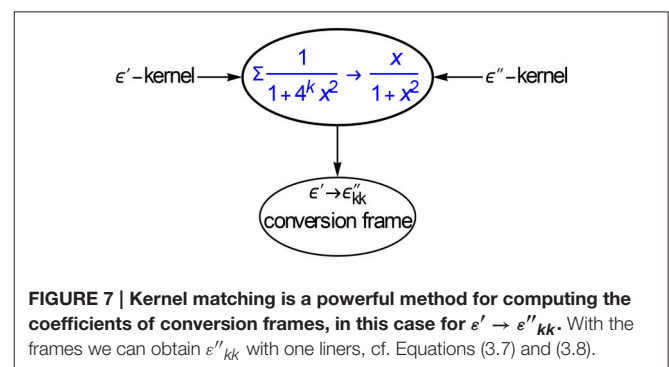 ϵ′−kernel → Σ 1/(1+4^k x^2) → x/(1+x^2) ← ϵ″−kernel
ϵ′→ϵ″_kk
conversion frame
FIGURE 7 | Kernel matching is a powerful method for computing the
coefficients of conversion frames, in this case for ε′ → ε″_kk. With the
frames we can obtain ε″_kk with one liners, cf. Equations (3.7) and (3.8).